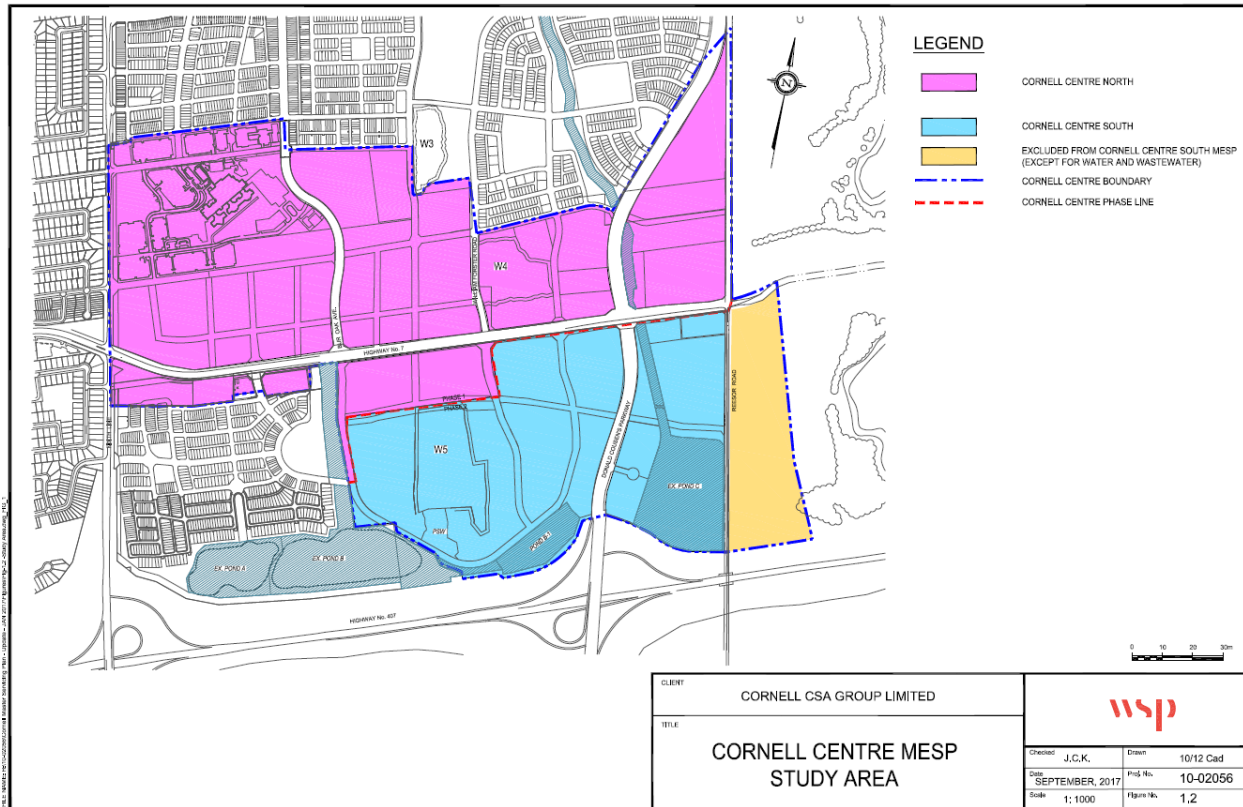 LEGEND
CORNELL CENTRE NORTH
CORNELL CENTRE SOUTH
EXCLUDED FROM CORNELL CENTRE SOUTH MESP
(EXCEPT FOR WATER AND WASTEWATER)
CORNELL CENTRE BOUNDARY
CORNELL CENTRE PHASE LINE
N
W3
W4
BUR OAK AVE.
HIGHWAY No. 7
PHASE 1
W5
DONALD COUSEN'S PARKWAY
REESOR ROAD
EX. POND C
PSW
EX. POND A
EX. POND B
HIGHWAY No. 407
0 10 20 30m
CLIENT
CORNELL CSA GROUP LIMITED
TITLE
CORNELL CENTRE MESP
STUDY AREA
wsp
Checked J.C.K.
Drawn 10/12 Cad
Date SEPTEMBER, 2017
Proj. No. 10-02056
Scale 1: 1000
Figure No. 1.2